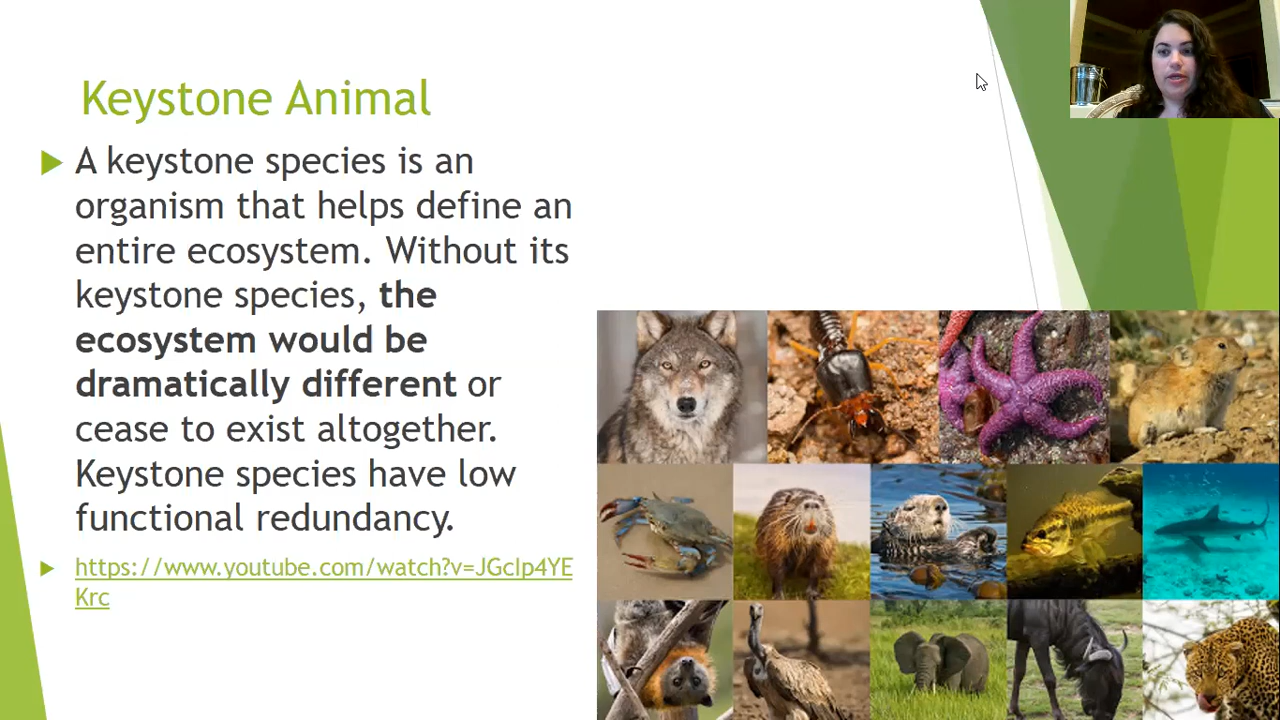 Keystone Animal
A keystone species is an
organism that helps define an
entire ecosystem. Without its
keystone species, the
ecosystem would be
dramatically different or
cease to exist altogether.
Keystone species have low
functional redundancy.
https://www.youtube.com/watch?v=JGcIp4YE
Krc